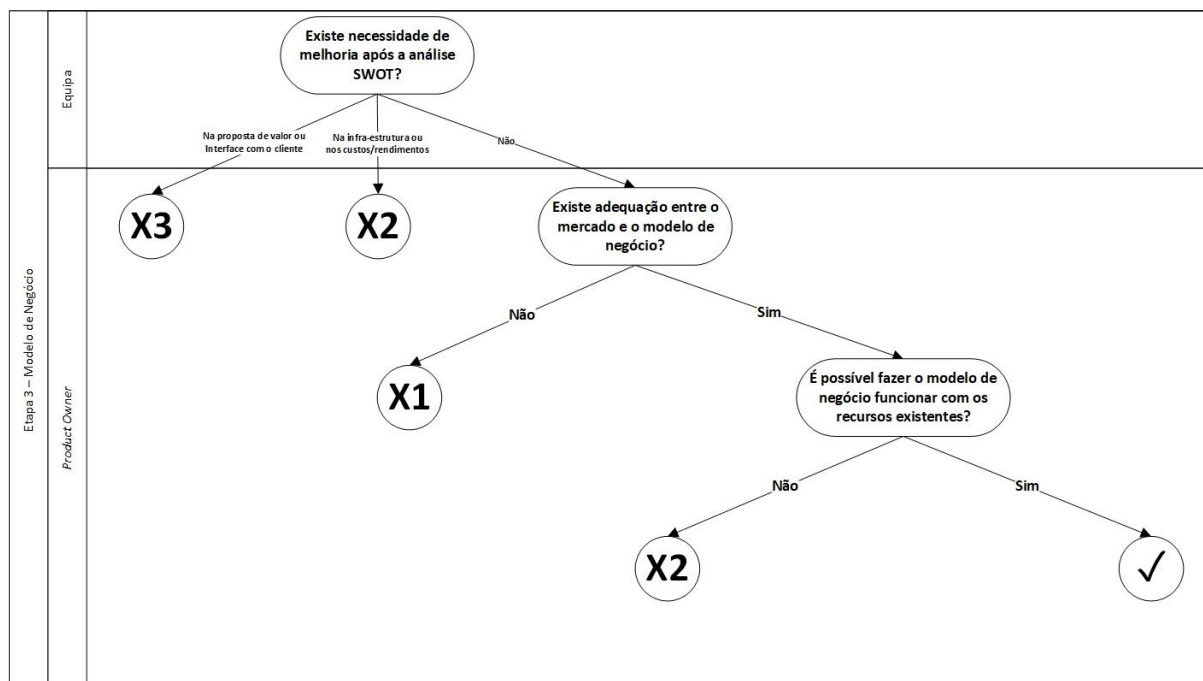 Etapa 3 – Modelo de Negócio
Equipa
Existe necessidade de
melhoria após a análise
SWOT?
Na proposta de valor ou
Interface com o cliente
Na infra-estrutura ou
nos custos/rendimentos
Não
Product Owner
X3
X2
Existe adequação entre o
mercado e o modelo de
negócio?
Não
Sim
X1
É possível fazer o modelo de
negócio funcionar com os
recursos existentes?
Não
Sim
X2
✓